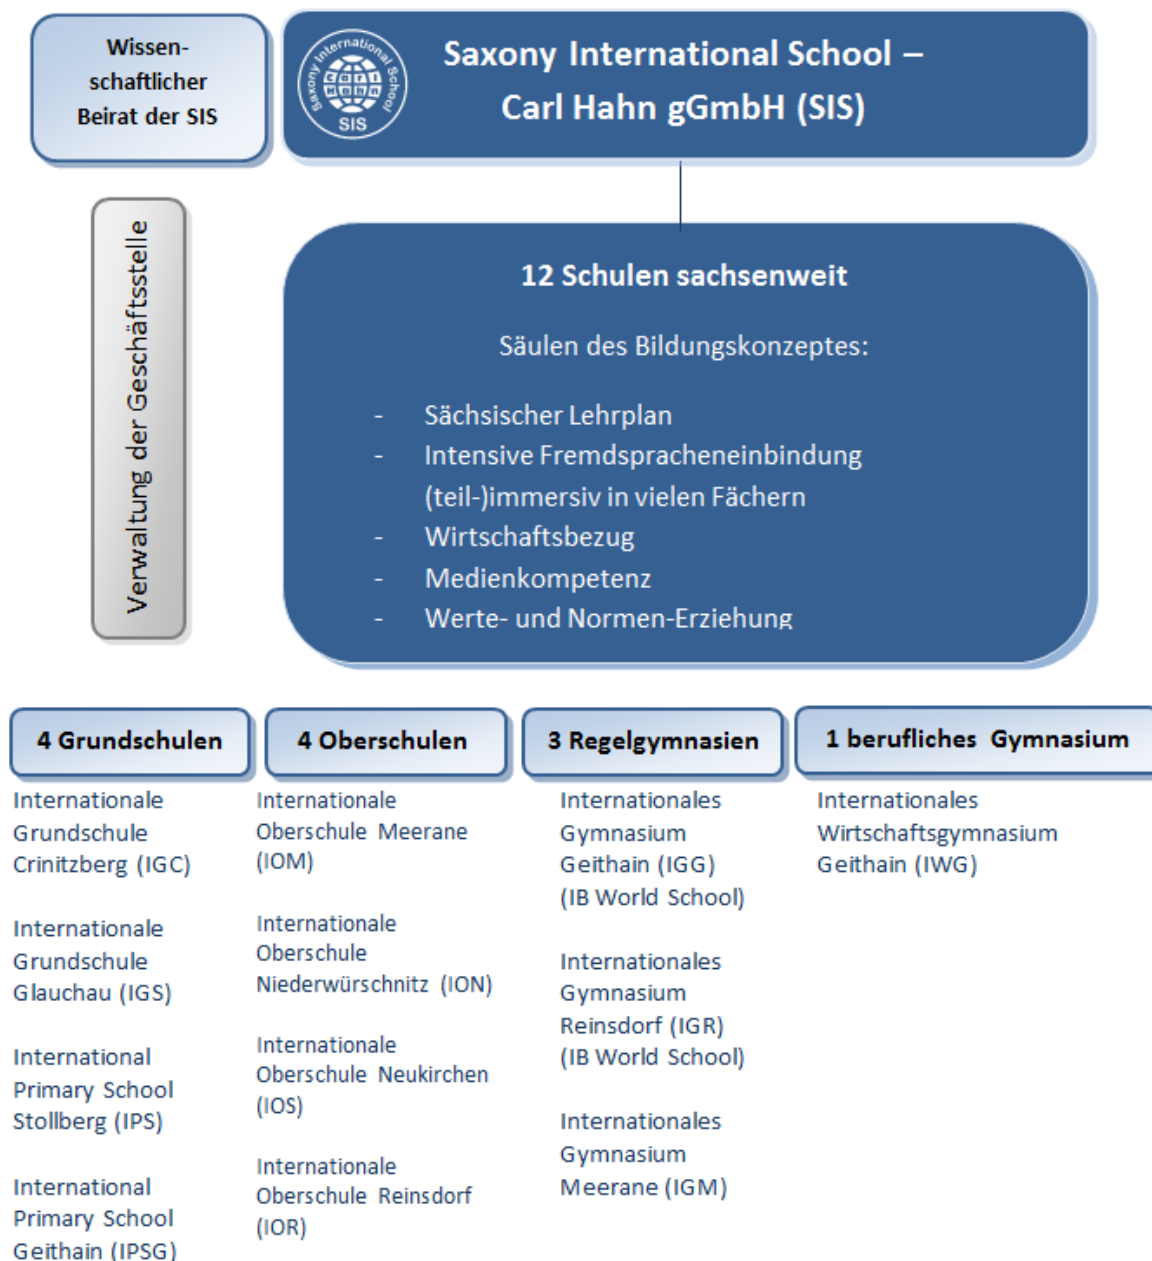 Wissen-
schaftlicher
Beirat der SIS
Saxony International School
Carl Hahn
SIS
Saxony International School –
Carl Hahn gGmbH (SIS)
Verwaltung der Geschäftsstelle
12 Schulen sachsenweit
Säulen des Bildungskonzeptes:
- Sächsischer Lehrplan
- Intensive Fremdspracheneinbindung
(teil-)immersiv in vielen Fächern
- Wirtschaftsbezug
- Medienkompetenz
- Werte- und Normen-Erziehung
4 Grundschulen
Internationale
Grundschule
Crinitzberg (IGC)
Internationale
Grundschule
Glauchau (IGS)
International
Primary School
Stollberg (IPS)
International
Primary School
Geithain (IPSG)
4 Oberschulen
Internationale
Oberschule Meerane
(IOM)
Internationale
Oberschule
Niederwürschnitz (ION)
Internationale
Oberschule Neukirchen
(IOS)
Internationale
Oberschule Reinsdorf
(IOR)
3 Regelgymnasien
Internationales
Gymnasium
Geithain (IGG)
(IB World School)
Internationales
Gymnasium
Reinsdorf (IGR)
(IB World School)
Internationales
Gymnasium
Meerane (IGM)
1 berufliches Gymnasium
Internationales
Wirtschaftsgymnasium
Geithain (IWG)